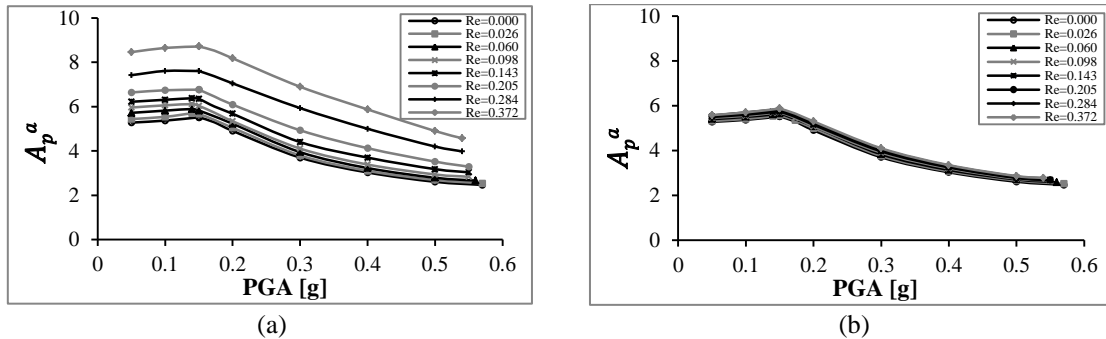 10
8
6
4
2
0
A_p^a
0 0.1 0.2 0.3 0.4 0.5 0.6
PGA [g]
Re=0.000
Re=0.026
Re=0.060
Re=0.098
Re=0.143
Re=0.205
Re=0.284
Re=0.372
(a)
10
8
6
4
2
0
A_p^a
0 0.1 0.2 0.3 0.4 0.5 0.6
PGA [g]
Re=0.000
Re=0.026
Re=0.060
Re=0.098
Re=0.143
Re=0.205
Re=0.284
Re=0.372
(b)